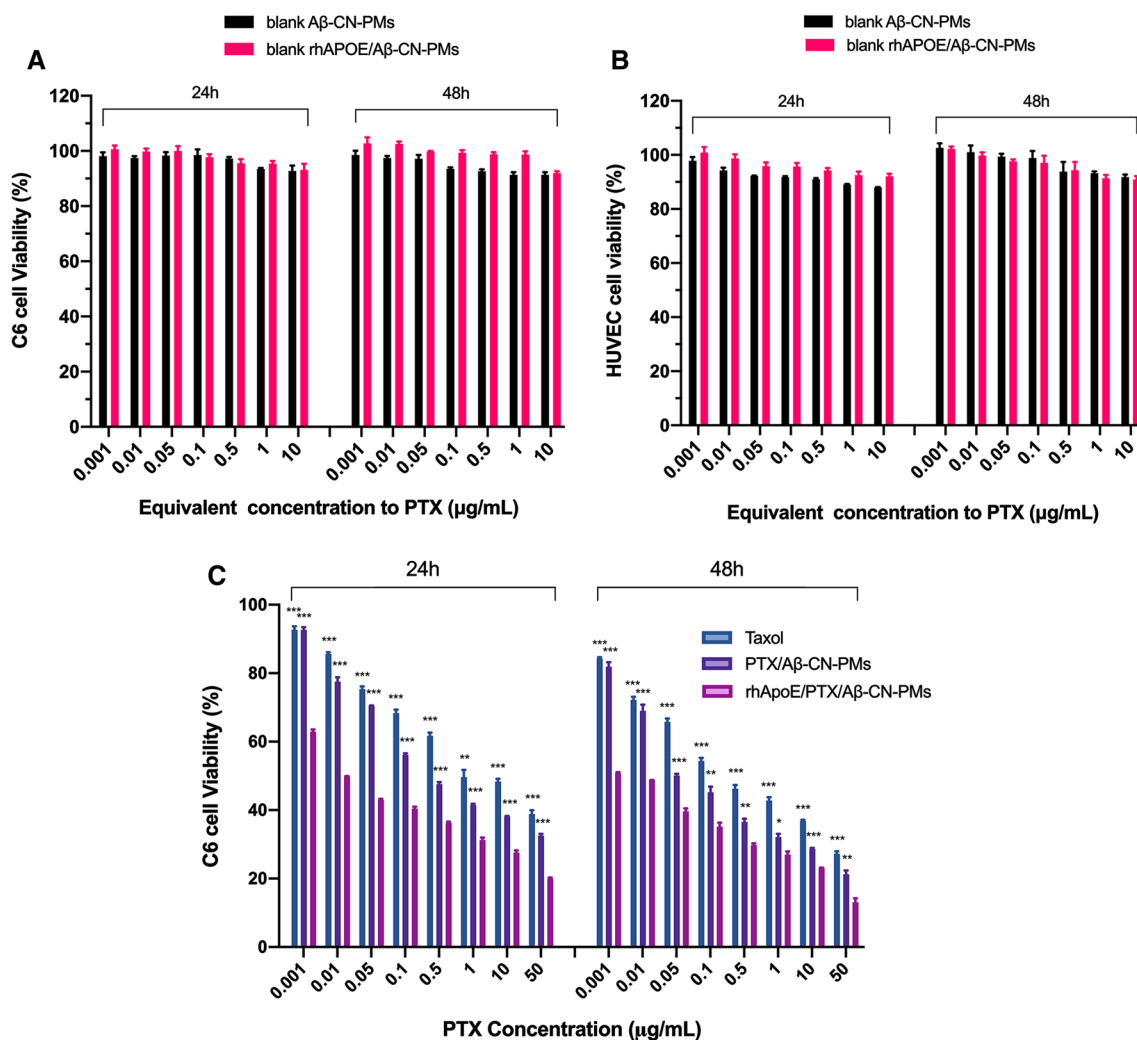 blank Aβ-CN-PMs
blank rhAPOE/Aβ-CN-PMs
A
24h
48h
120
100
80
60
40
20
0
C6 cell Viability (%)
0.001
0.01
0.05
0.1
0.5
1
10
0.001
0.01
0.05
0.1
0.5
1
10
Equivalent concentration to PTX (µg/mL)
blank Aβ-CN-PMs
blank rhAPOE/Aβ-CN-PMs
B
24h
48h
120
100
80
60
40
20
0
HUVEC cell viability (%)
0.001
0.01
0.05
0.1
0.5
1
10
0.001
0.01
0.05
0.1
0.5
1
10
Equivalent concentration to PTX (µg/mL)
C
24h
48h
Taxol
PTX/Aβ-CN-PMs
rhApoE/PTX/Aβ-CN-PMs
100
80
60
40
20
0
C6 cell Viability (%)
*** *** *** *** *** *** *** *** *** *** ** *** *** *** *** ***
*** *** *** *** *** *** *** ** *** ** *** * *** *** *** **
0.001
0.01
0.05
0.1
0.5
1
10
50
0.001
0.01
0.05
0.1
0.5
1
10
50
PTX Concentration (µg/mL)